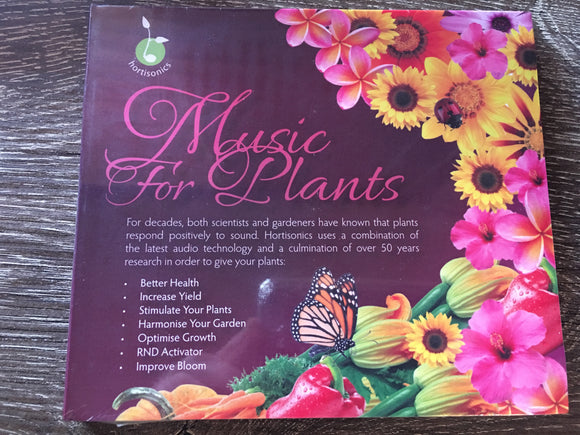 hortisonics
Music
For Plants
For decades, both scientists and gardeners have known that plants
respond positively to sound. Hortisonics uses a combination of
the latest audio technology and a culmination of over 50 years
research in order to give your plants:
• Better Health
• Increase Yield
• Stimulate Your Plants
• Harmonise Your Garden
• Optimise Growth
• RND Activator
• Improve Bloom